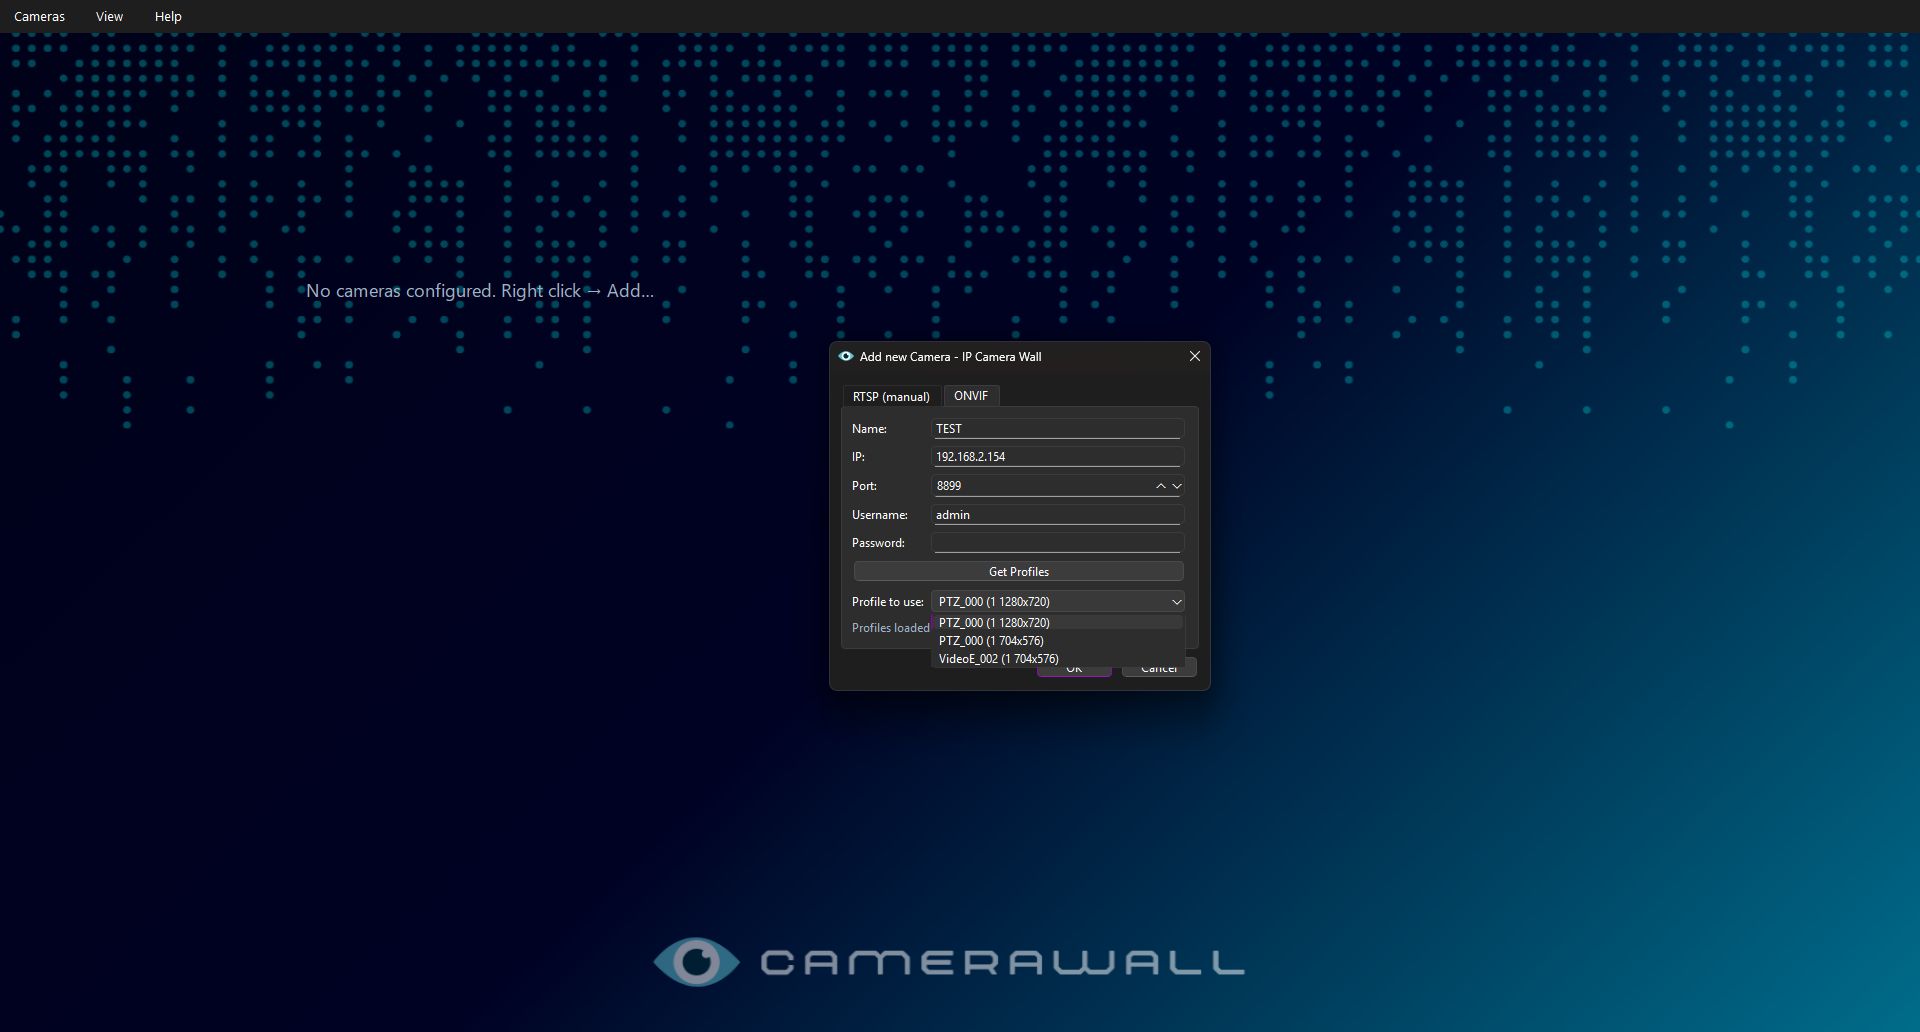 Cameras View Help
No cameras configured. Right click → Add...
Add new Camera - IP Camera Wall
RTSP (manual) ONVIF
Name: TEST
IP: 192.168.2.154
Port: 8899
Username: admin
Password:
Get Profiles
Profile to use: PTZ_000 (1 1280x720)
PTZ_000 (1 1280x720)
Profiles loaded
PTZ_000 (1 704x576)
VideoE_002 (1 704x576)
OK Cancel
CAMERAWALL